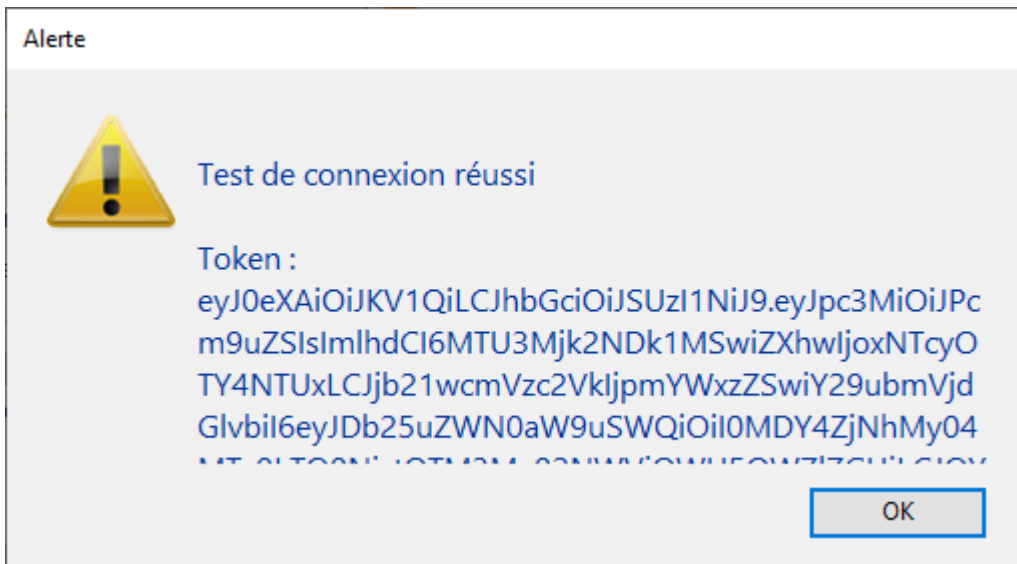 Alerte
Test de connexion réussi
Token :
eyJ0eXAiOiJKV1QiLCJhbGciOiJSUzI1NiJ9.eyJpc3MiOiJPc
m9uZSIsImlhdCI6MTU3Mjk2NDk1MSwiZXhwIjoxNTcyO
TY4NTUxLCJjb21wcmVzc2VkIjpmYWxzZSwiY29ubmVjd
GlvbiI6eyJDb25uZWN0aW9uSWQiOiI0MDY4ZjNhMy04
OK